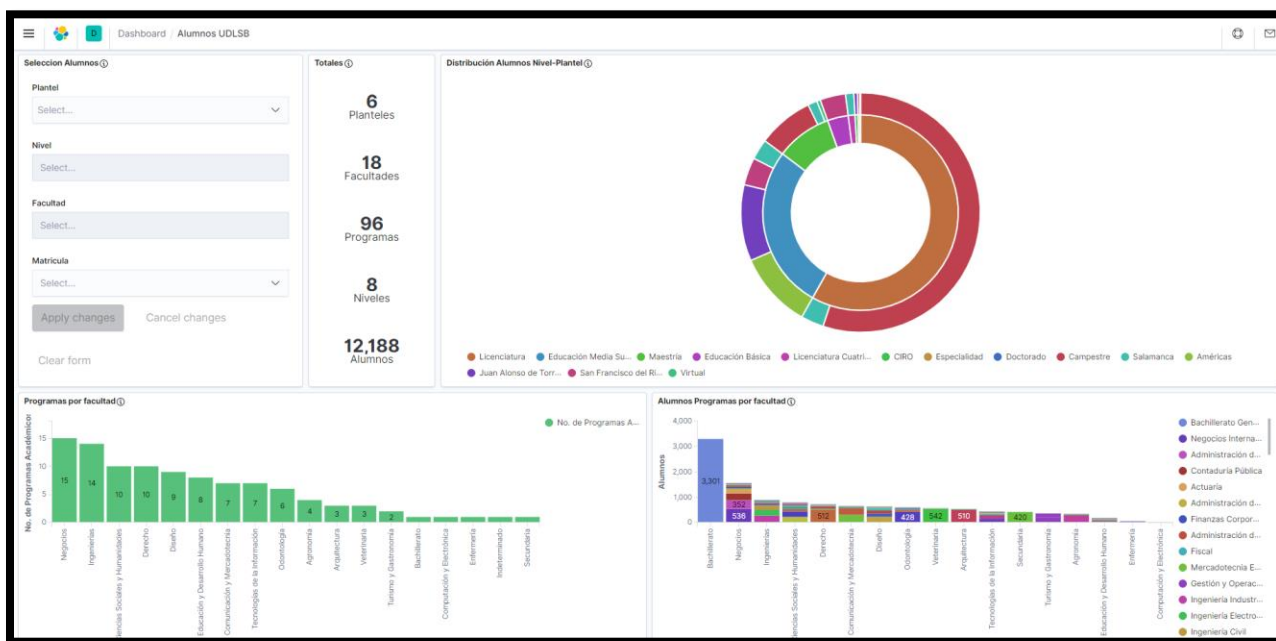 D Dashboard / Alumnos UDLSB
Seleccion Alumnos
Plantel
Select...
Nivel
Select...
Facultad
Select...
Matricula
Select...
Apply changes Cancel changes
Clear form
Totales
6
Planteles
18
Facultades
96
Programas
8
Niveles
12,188
Alumnos
Distribución Alumnos Nivel-Plantel
Licenciatura Educación Media Su... Maestría Educación Básica Licenciatura Cuatri... CIRO Especialidad Doctorado Campestre Salamanca Américas
Juan Alonso de Torr... San Francisco del Ri... Virtual
Programas por facultad
No. de Programas Académicos
15
10
5
0
15 14 10 10 9 8 7 7 6 4 3 3 2
Negocios
Ingenierías
iencias Sociales y Humanidades
Derecho
Diseño
Educación y Desarrollo Humano
Comunicación y Mercadotecnia
Tecnologías de la Información
Odontología
Agronomía
Arquitectura
Veterinaria
Turismo y Gastronomía
Bachillerato
Computación y Electrónica
Enfermería
Indeterminado
Secundaria
No. de Programas A...
Alumnos Programas por facultad
Alumnos
4,000
3,000
2,000
1,000
0
3,301
352
536 512 428 542 510 420
Bachillerato
Negocios
Ingenierías
iencias Sociales y Humanidades
Derecho
Comunicación y Mercadotecnia
Diseño
Odontología
Veterinaria
Arquitectura
Tecnologías de la Información
Secundaria
Turismo y Gastronomía
Agronomía
Educación y Desarrollo Humano
Enfermería
Computación y Electrónica
Bachillerato Gen...
Negocios Interna...
Administración d...
Contaduría Pública
Actuaría
Administración d...
Finanzas Corpor...
Administración d...
Fiscal
Mercadotecnia E...
Gestión y Operac...
Ingeniería Industr...
Ingeniería Electro...
Ingeniería Civil